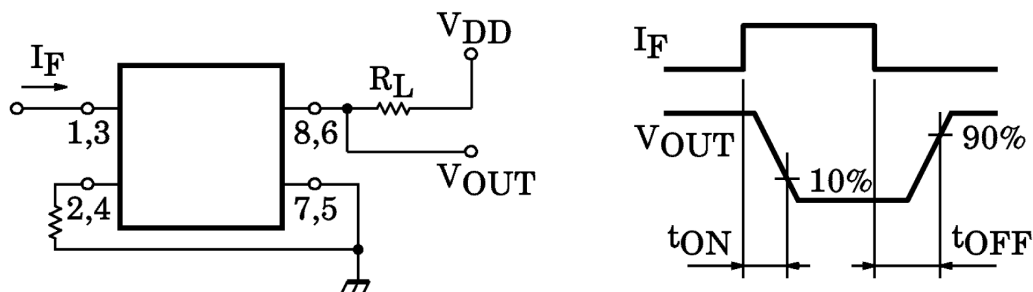 V_DD
I_F
R_L
1,3
8,6
V_OUT
2,4
7,5
I_F
V_OUT
90%
10%
t_ON
t_OFF